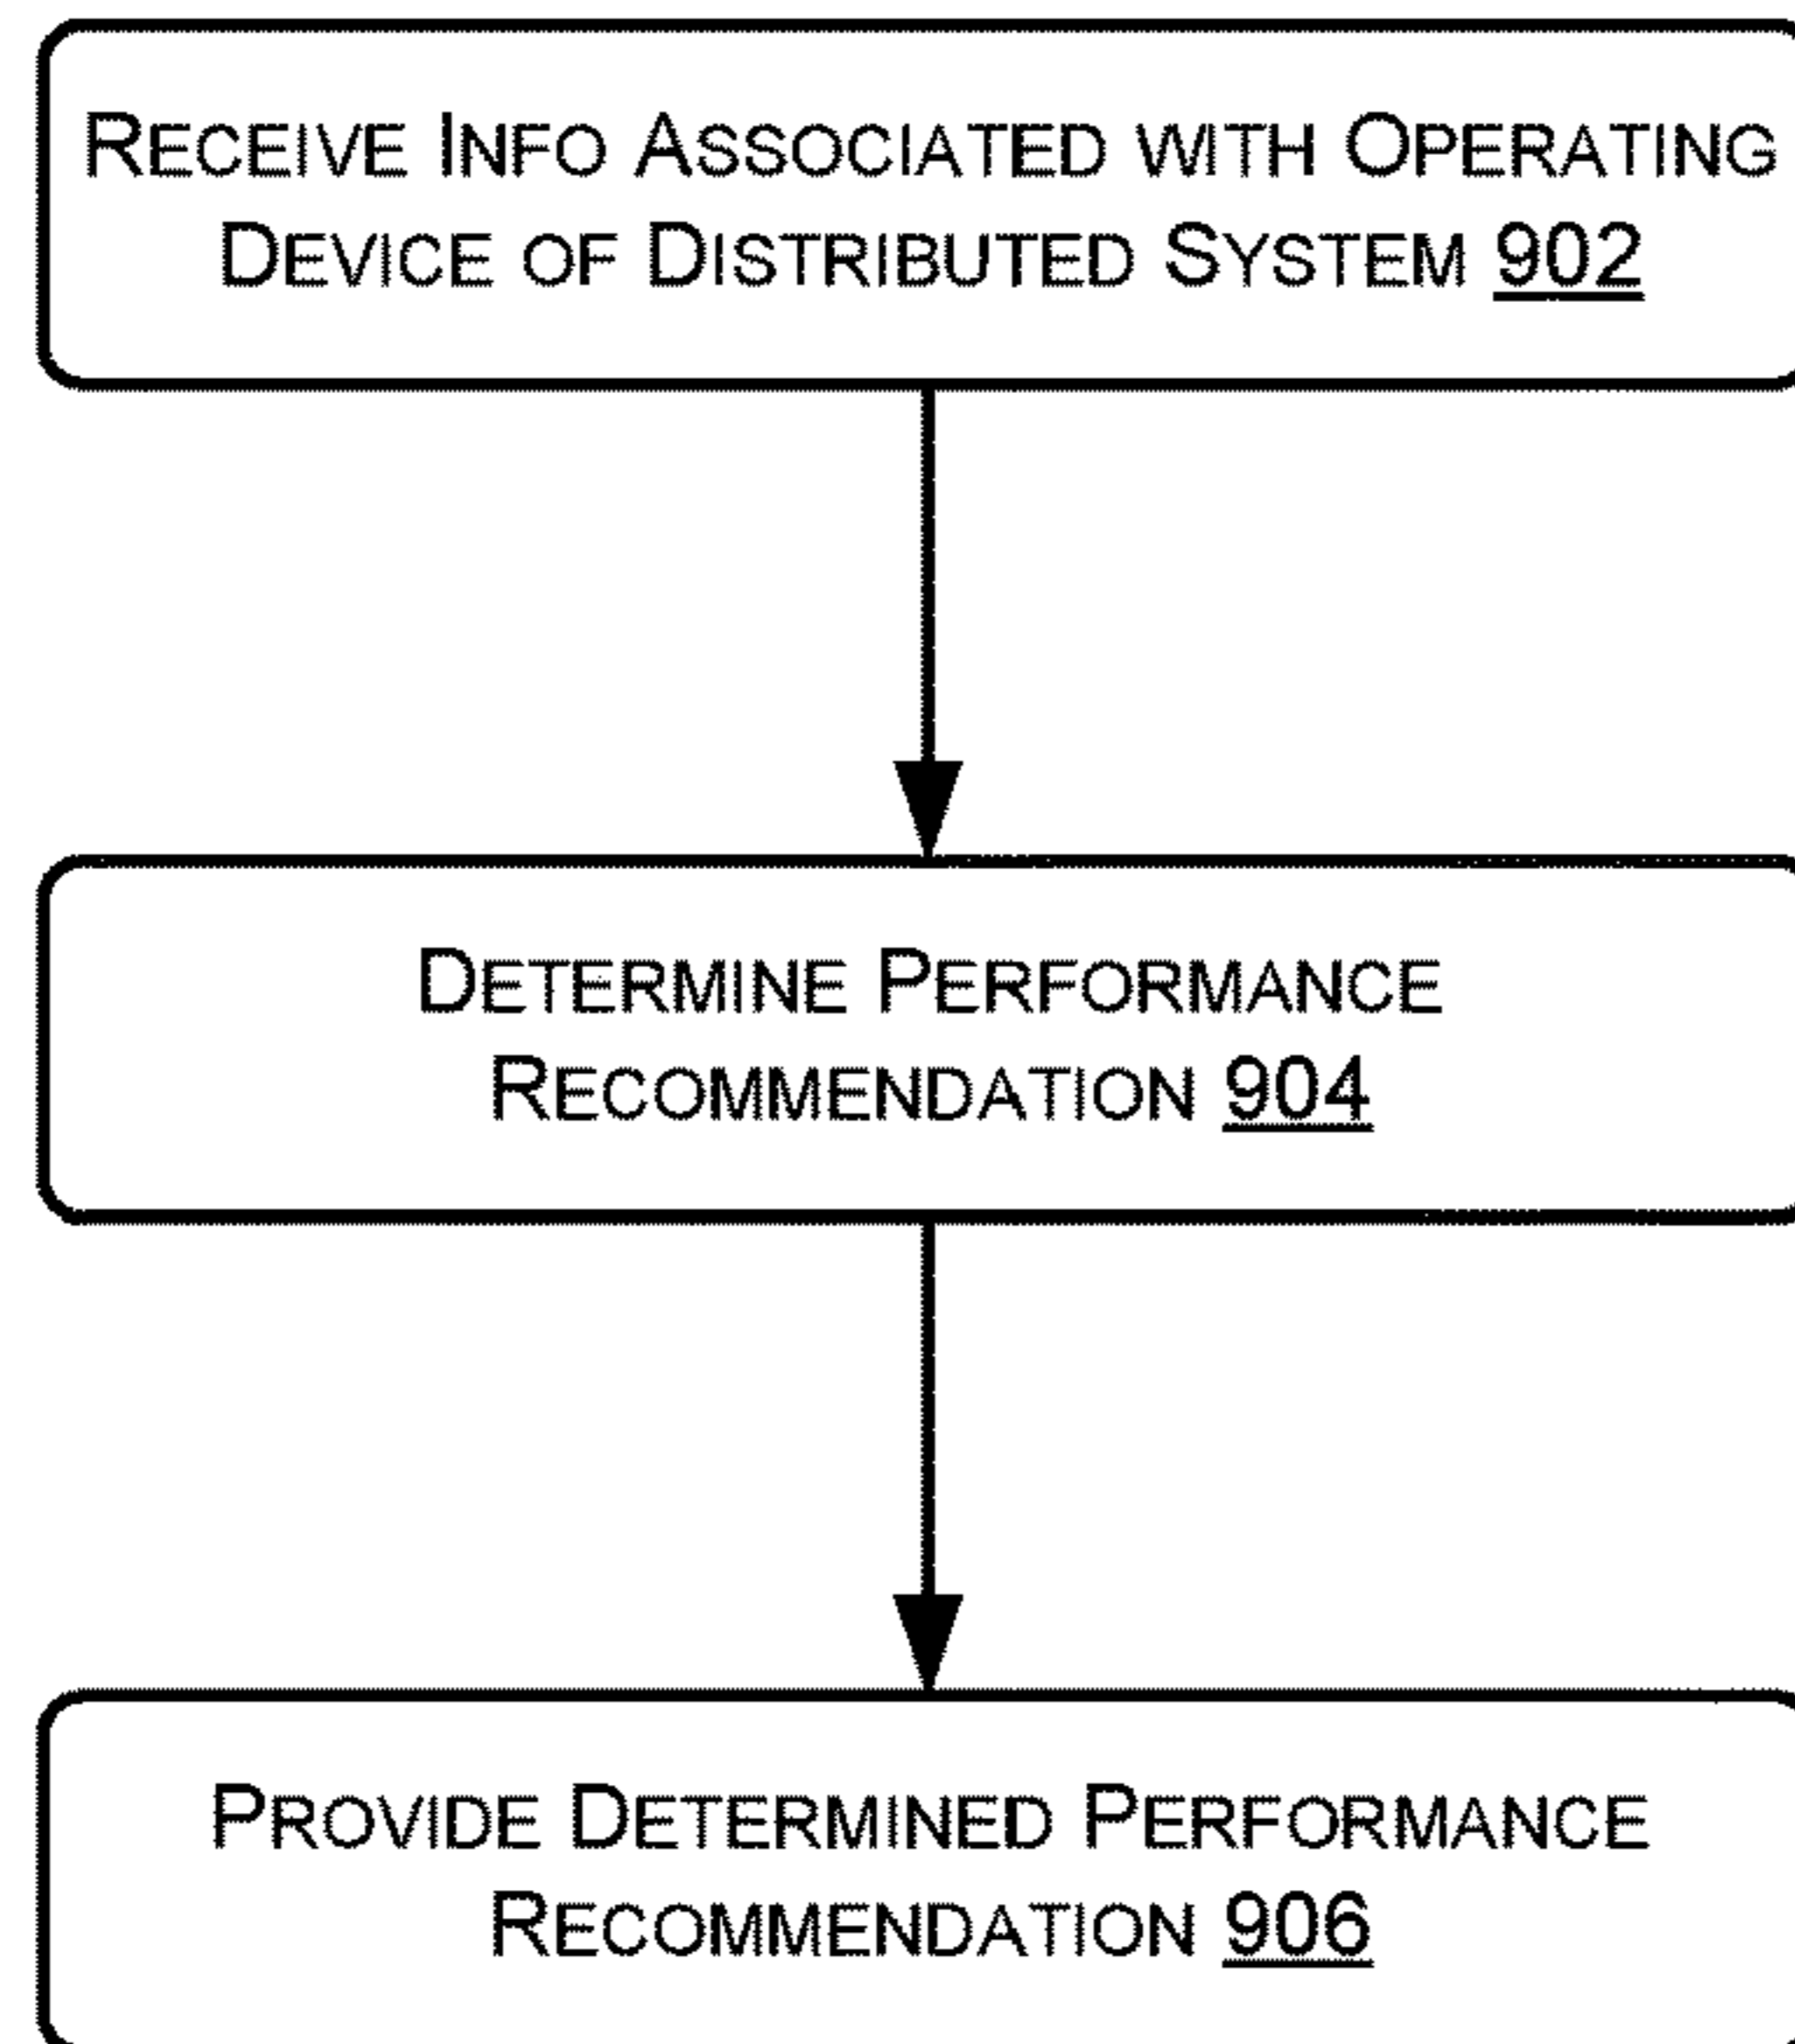 RECEIVE INFO ASSOCIATED WITH OPERATING
DEVICE OF DISTRIBUTED SYSTEM 902
DETERMINE PERFORMANCE
RECOMMENDATION 904
PROVIDE DETERMINED PERFORMANCE
RECOMMENDATION 906